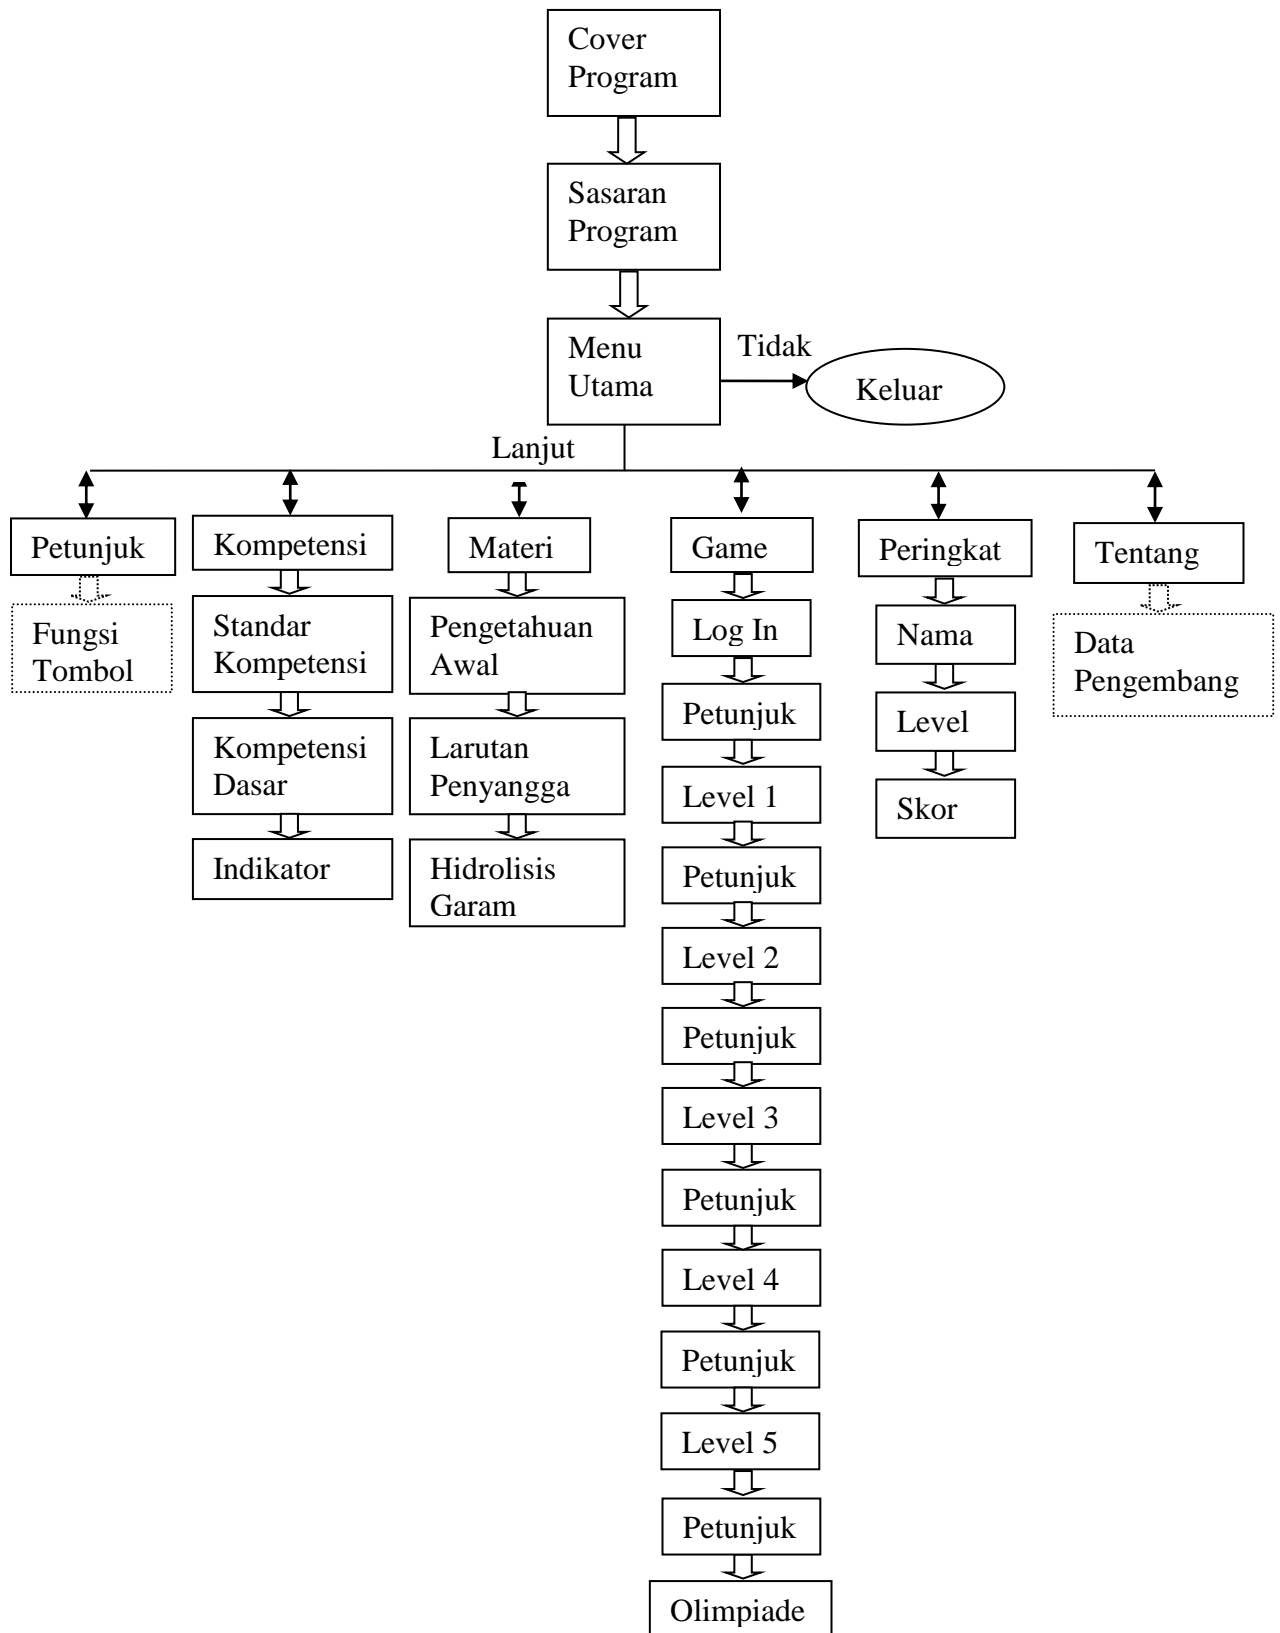 Cover
Program
Sasaran
Program
Menu
Utama
Tidak
Keluar
Lanjut
Petunjuk
Fungsi
Tombol
Kompetensi
Standar
Kompetensi
Kompetensi
Dasar
Indikator
Materi
Pengetahuan
Awal
Larutan
Penyangga
Hidrolisis
Garam
Game
Log In
Petunjuk
Level 1
Petunjuk
Level 2
Petunjuk
Level 3
Petunjuk
Level 4
Petunjuk
Level 5
Petunjuk
Olimpiade
Peringkat
Nama
Level
Skor
Tentang
Data
Pengembang